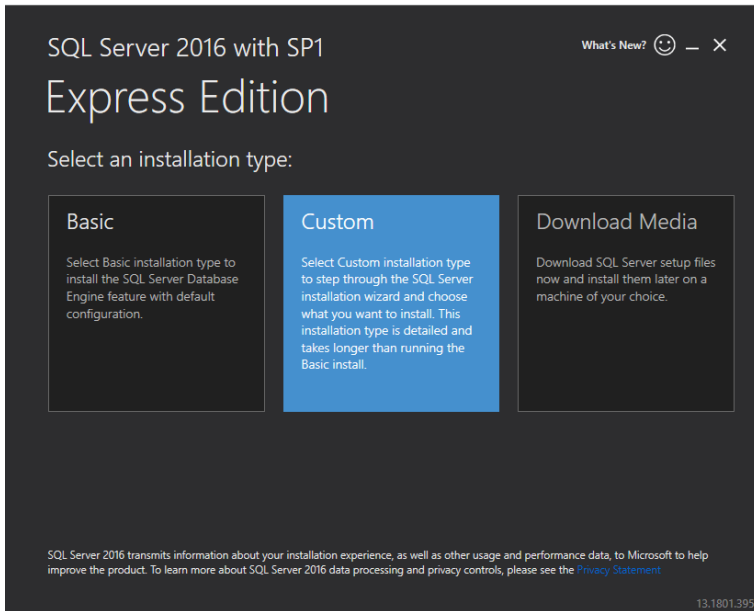 SQL Server 2016 with SP1
What's New?
Express Edition
Select an installation type:
Basic
Select Basic installation type to
install the SQL Server Database
Engine feature with default
configuration.
Custom
Select Custom installation type
to step through the SQL Server
installation wizard and choose
what you want to install. This
installation type is detailed and
takes longer than running the
Basic install.
Download Media
Download SQL Server setup files
now and install them later on a
machine of your choice.
SQL Server 2016 transmits information about your installation experience, as well as other usage and performance data, to Microsoft to help
improve the product. To learn more about SQL Server 2016 data processing and privacy controls, please see the Privacy Statement
13.1801.395